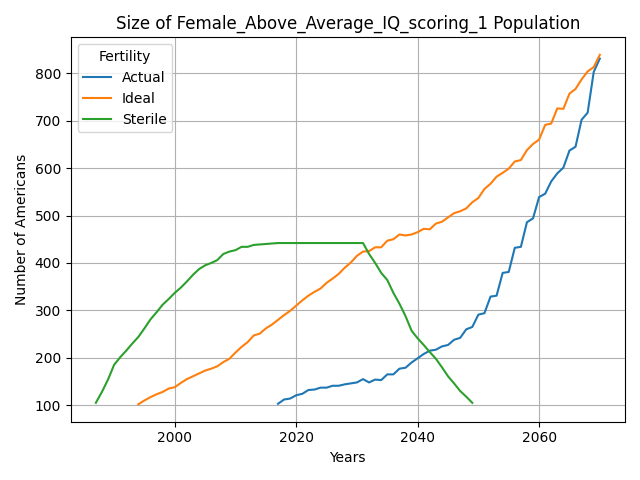 Size of Female_Above_Average_IQ_scoring_1 Population
Fertility
Actual
Ideal
Sterile
Number of Americans
800
700
600
500
400
300
200
100
2000
2020
2040
2060
Years